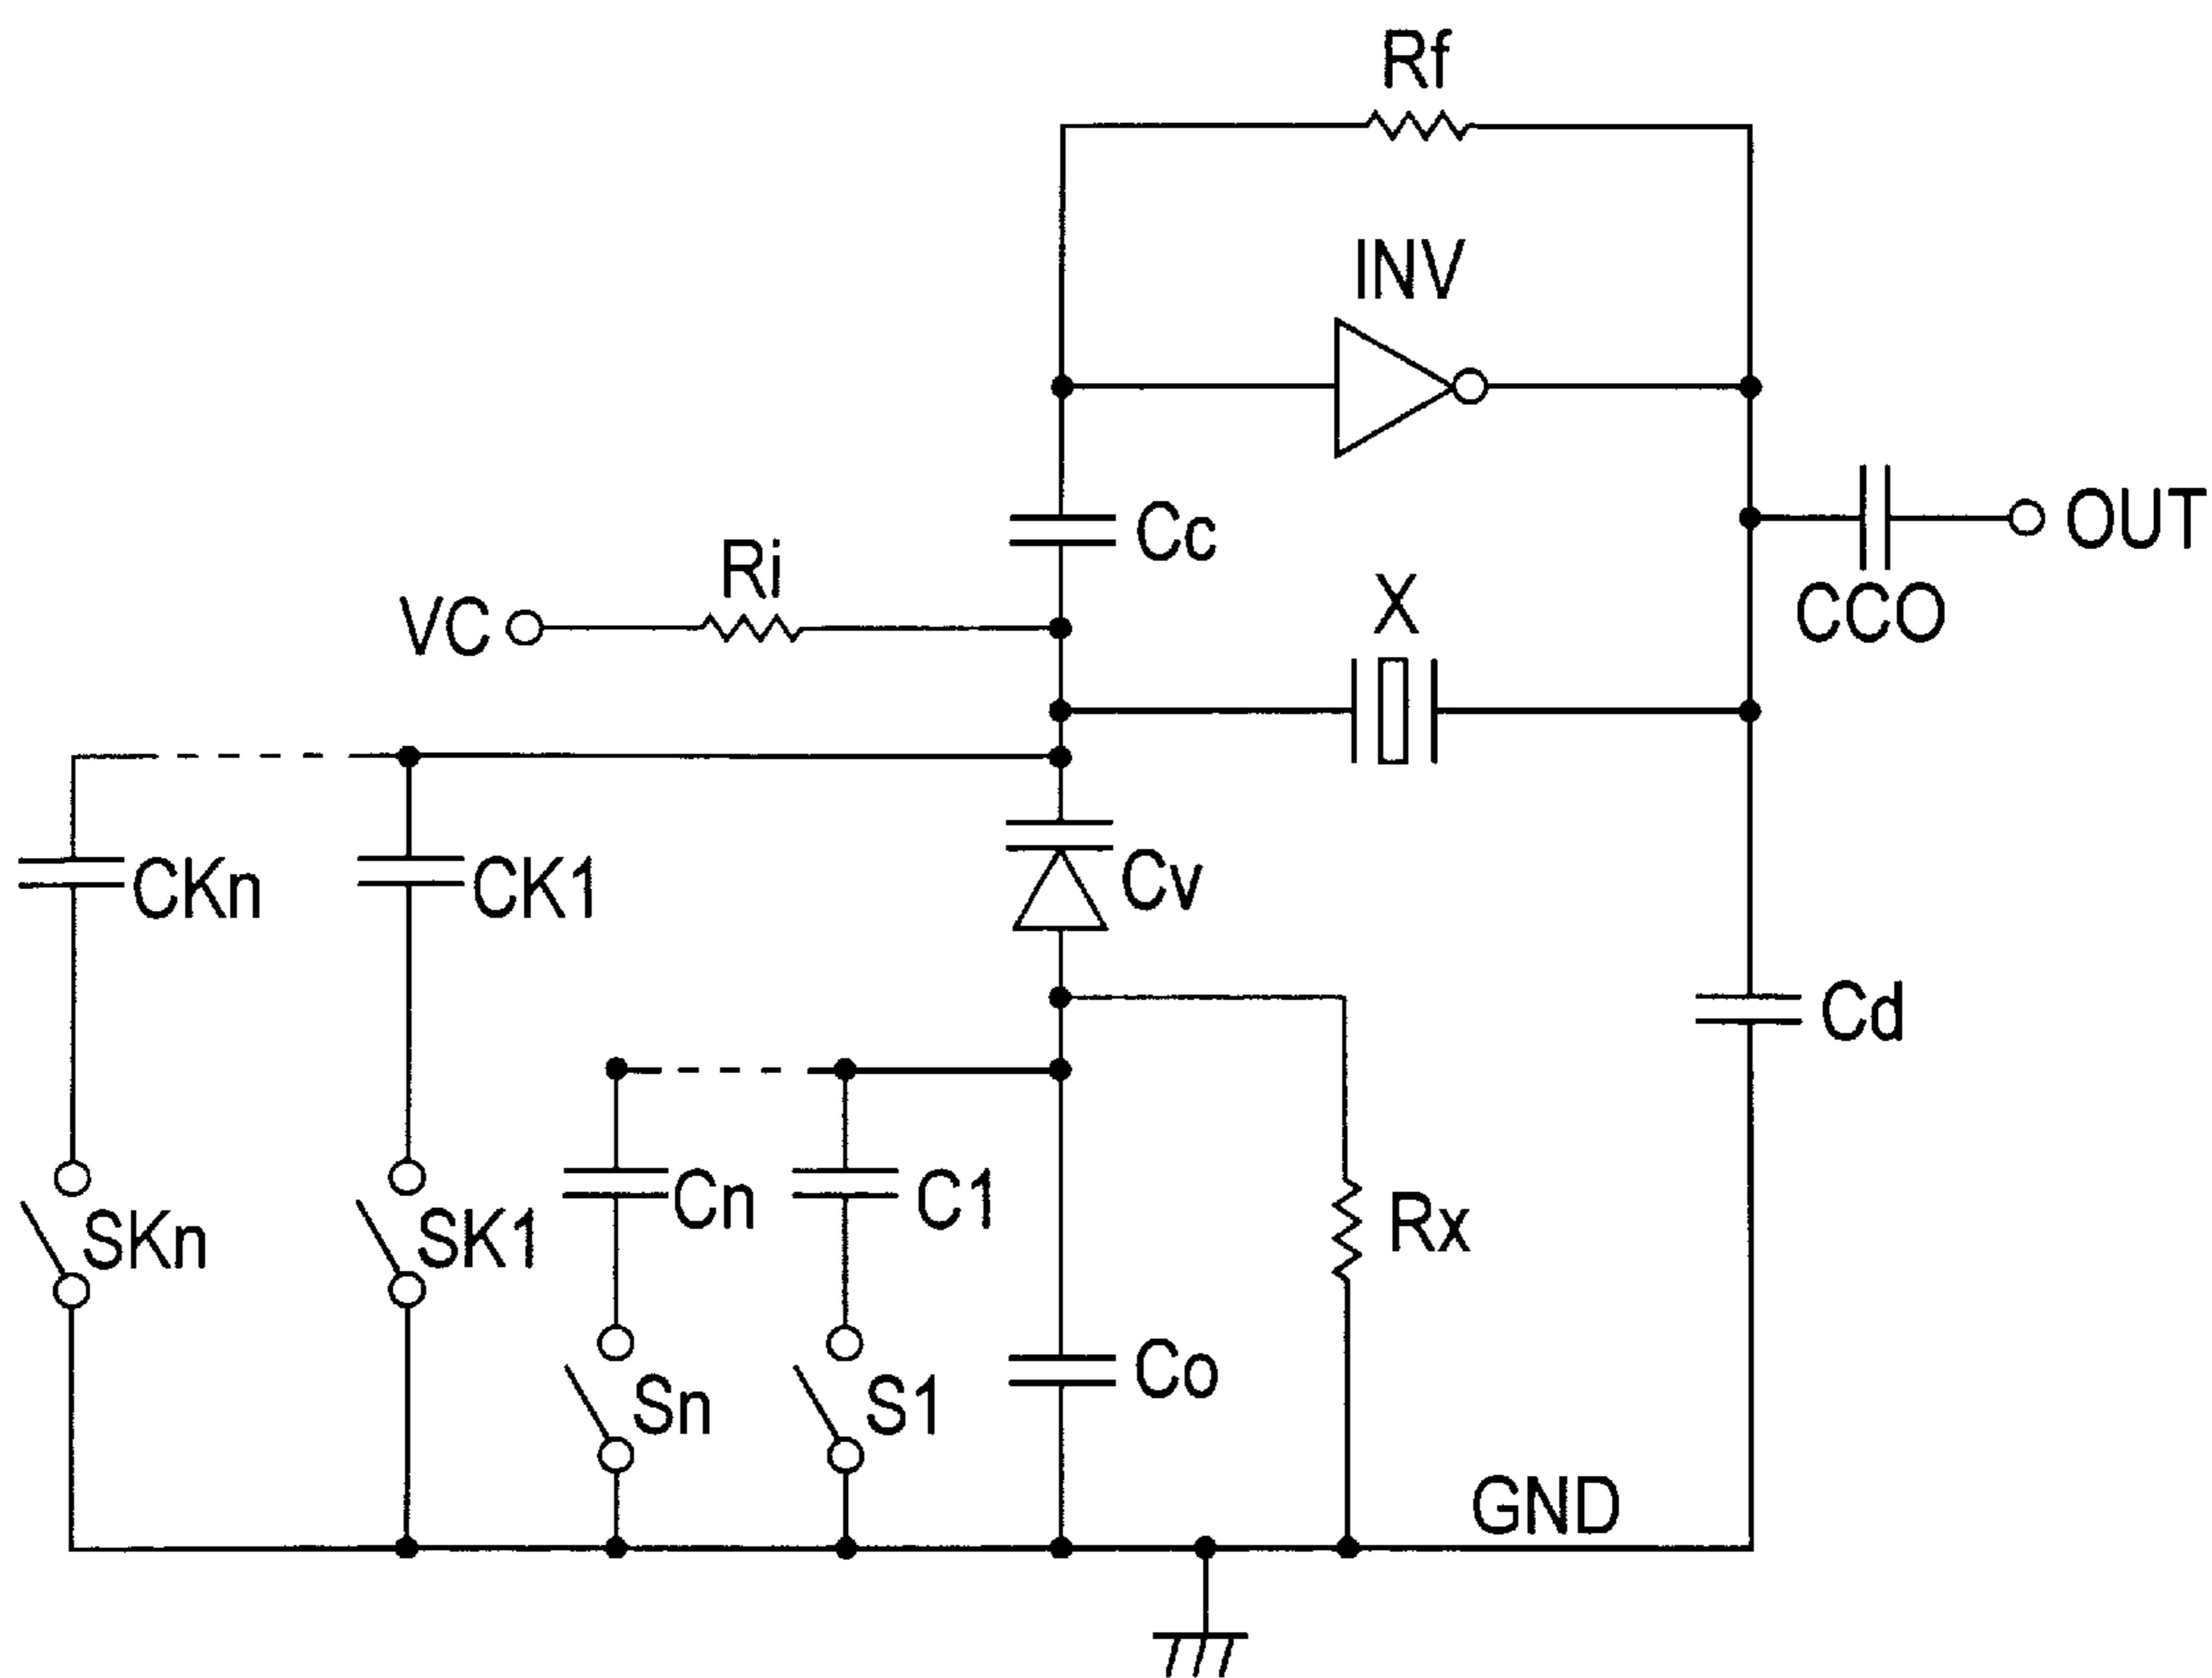 Rf
INV
Cc
OUT
Ri
X
VC
CCO
CKn
CK1
Cv
Cd
Cn
C1
Rx
SKn
SK1
Co
Sn
S1
GND